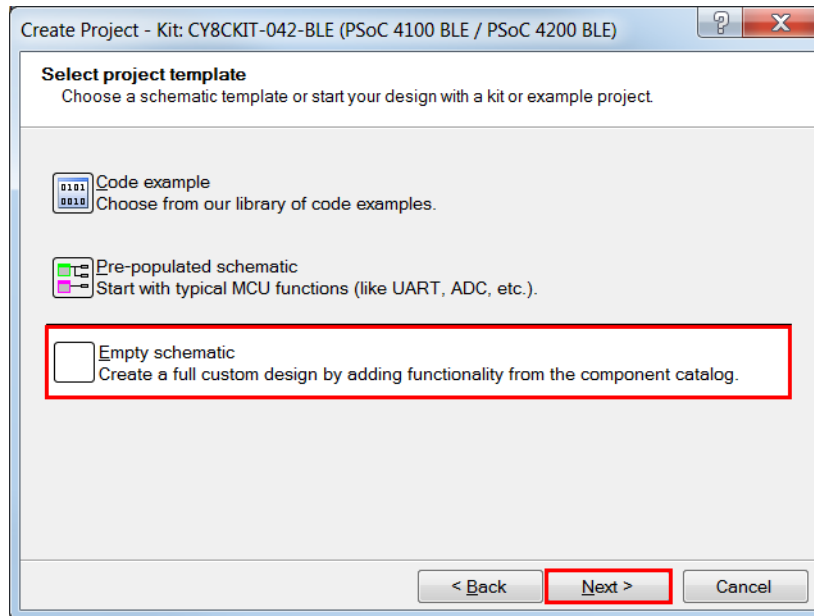 Create Project - Kit: CY8CKIT-042-BLE (PSoC 4100 BLE / PSoC 4200 BLE)
? X
Select project template
Choose a schematic template or start your design with a kit or example project.
0101
0010
Code example
Choose from our library of code examples.
Pre-populated schematic
Start with typical MCU functions (like UART, ADC, etc.).
Empty schematic
Create a full custom design by adding functionality from the component catalog.
< Back Next > Cancel